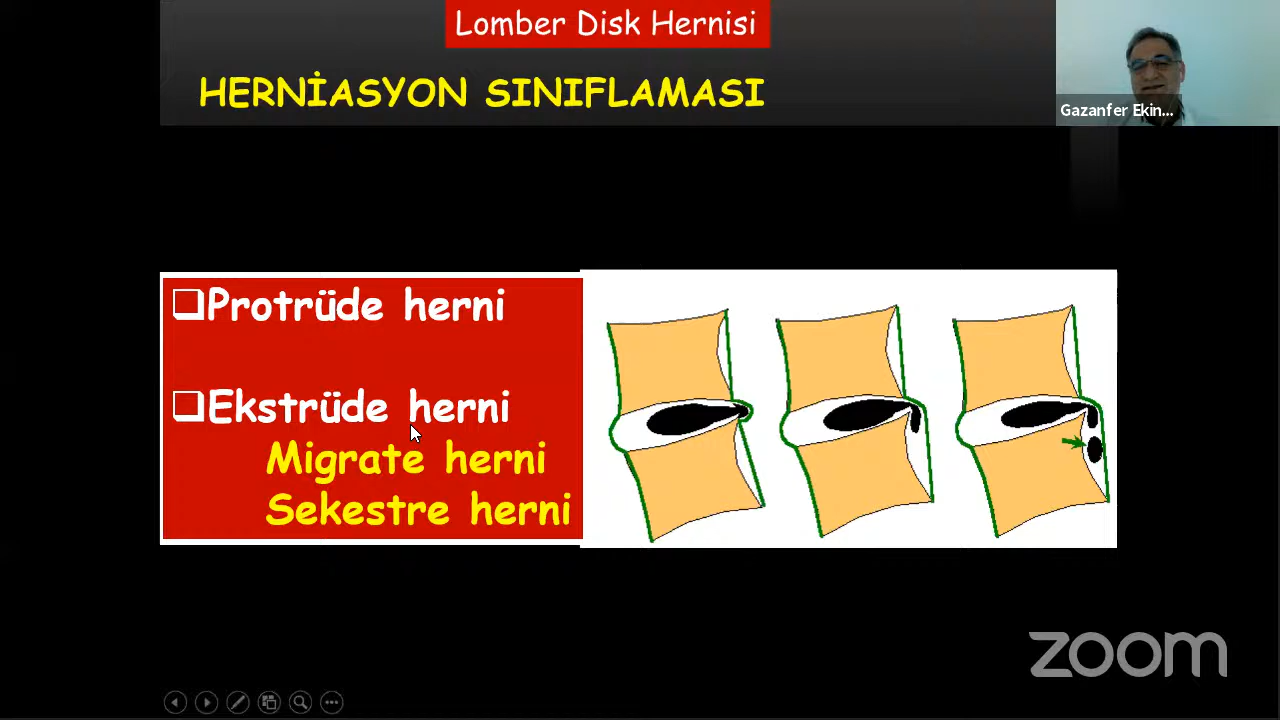 Lomber Disk Hernisi
HERNİASYON SINIFLAMASI
Gazanfer Ekin...
❑Protrüde herni
❑Ekstrüde herni
Migrate herni
Sekestre herni
zoom